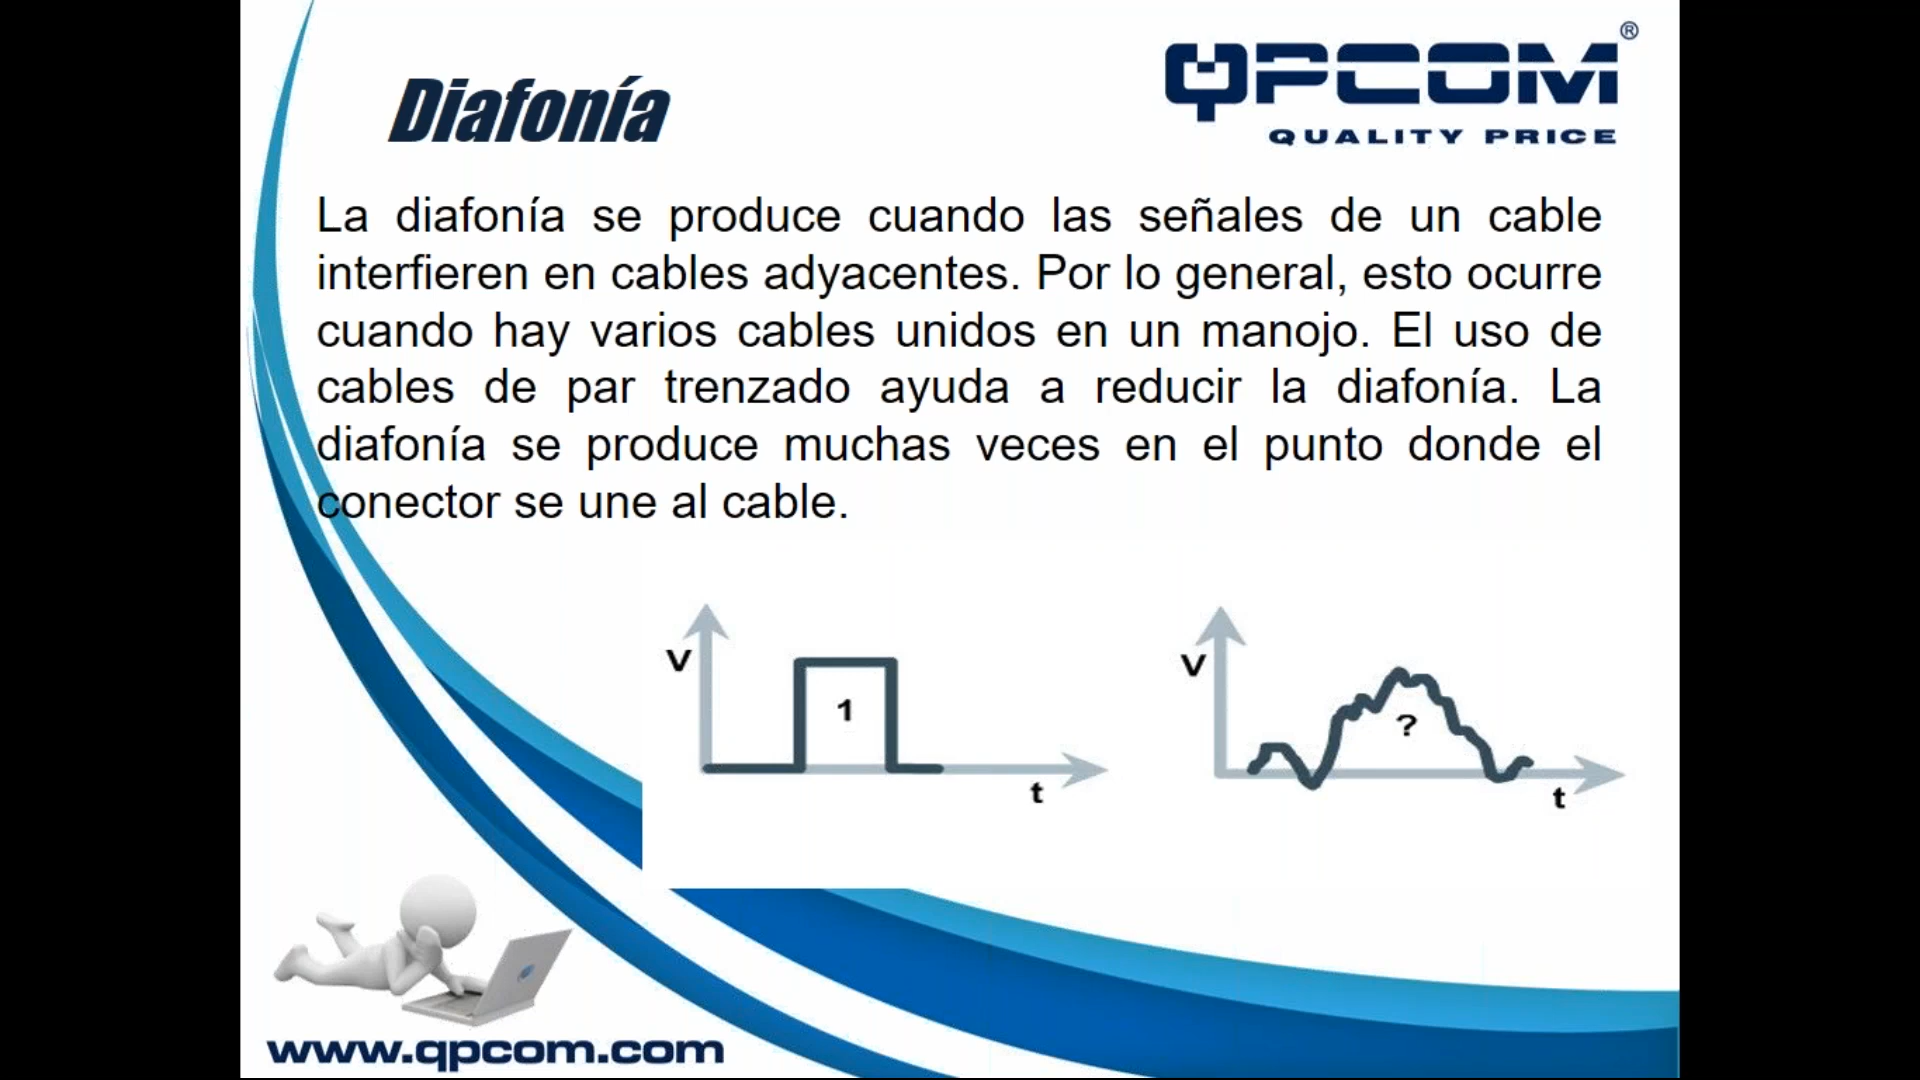 QPCOM®
QUALITY PRICE
Diafonía
La diafonía se produce cuando las señales de un cable
interfieren en cables adyacentes. Por lo general, esto ocurre
cuando hay varios cables unidos en un manojo. El uso de
cables de par trenzado ayuda a reducir la diafonía. La
diafonía se produce muchas veces en el punto donde el
conector se une al cable.
V
1
t
V
?
t
www.qpcom.com